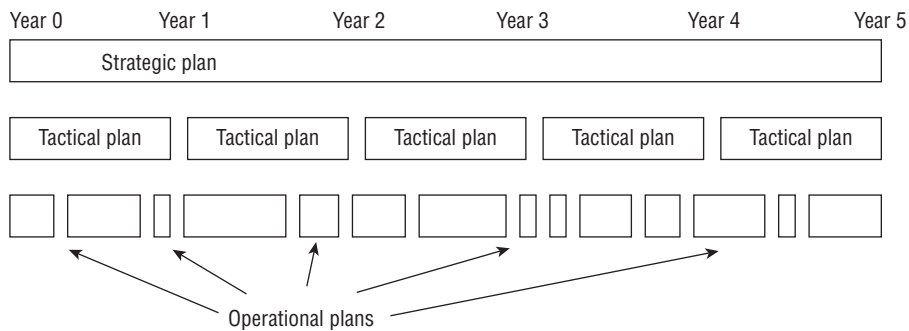 Year 0 Year 1 Year 2 Year 3 Year 4 Year 5
Strategic plan
Tactical plan Tactical plan Tactical plan Tactical plan Tactical plan
Operational plans